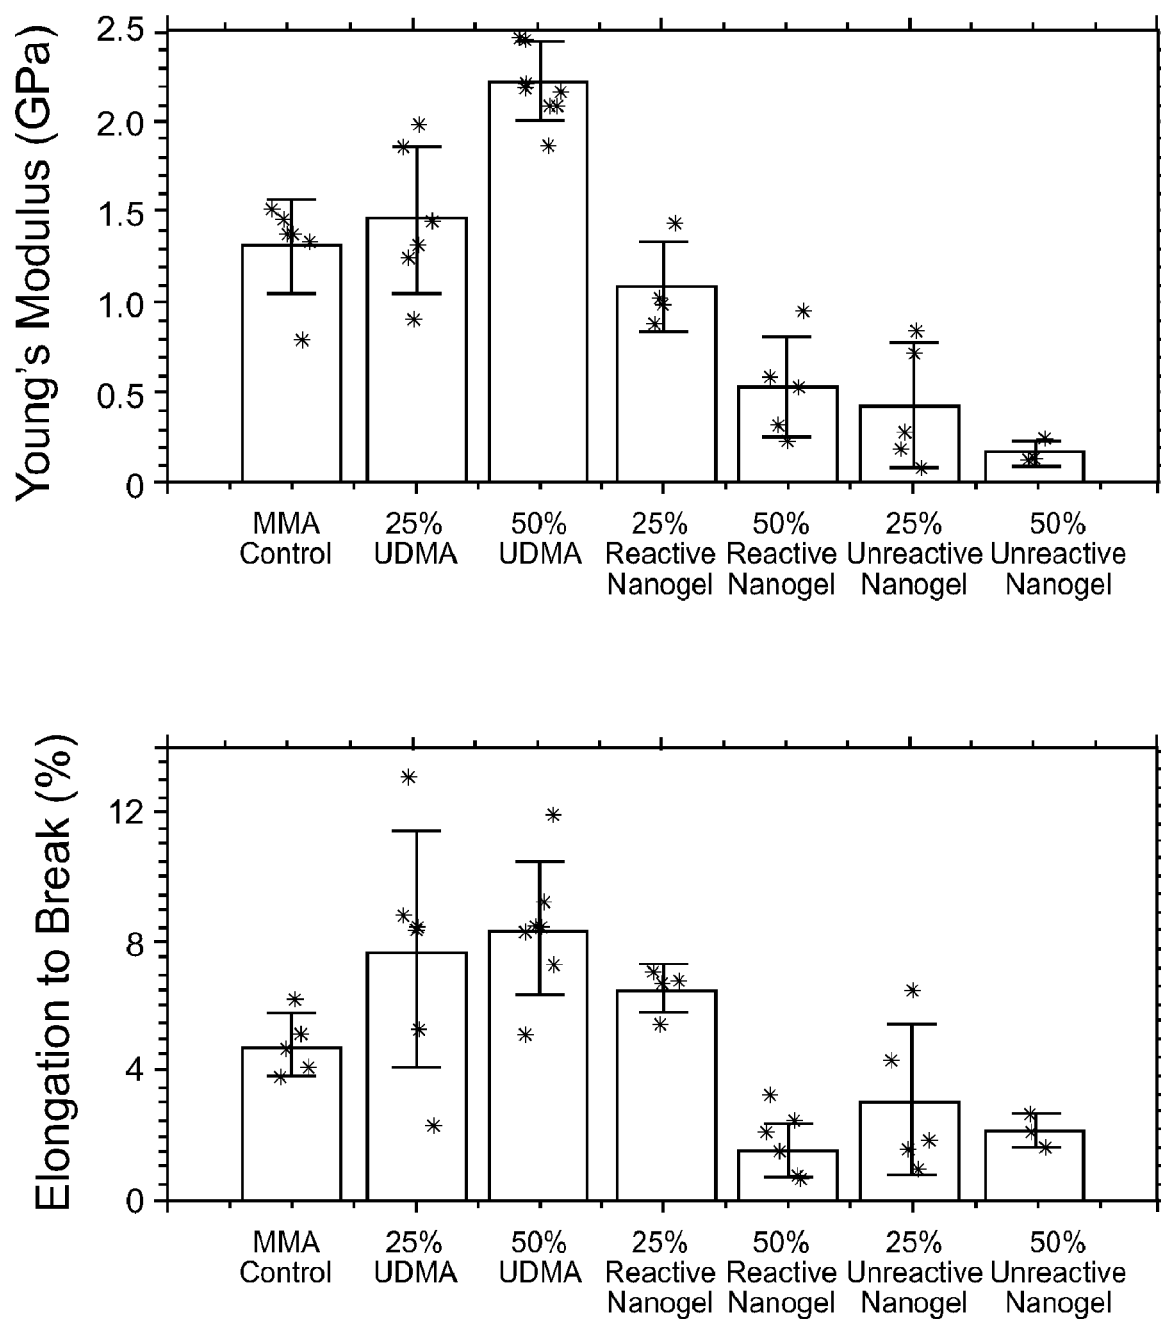 Young's Modulus (GPa)
2.5
2.0
1.5
1.0
0.5
0
MMA
Control
25%
UDMA
50%
UDMA
25%
Reactive
Nanogel
50%
Reactive
Nanogel
25%
Unreactive
Nanogel
50%
Unreactive
Nanogel
Elongation to Break (%)
12
8
4
0
MMA
Control
25%
UDMA
50%
UDMA
25%
Reactive
Nanogel
50%
Reactive
Nanogel
25%
Unreactive
Nanogel
50%
Unreactive
Nanogel